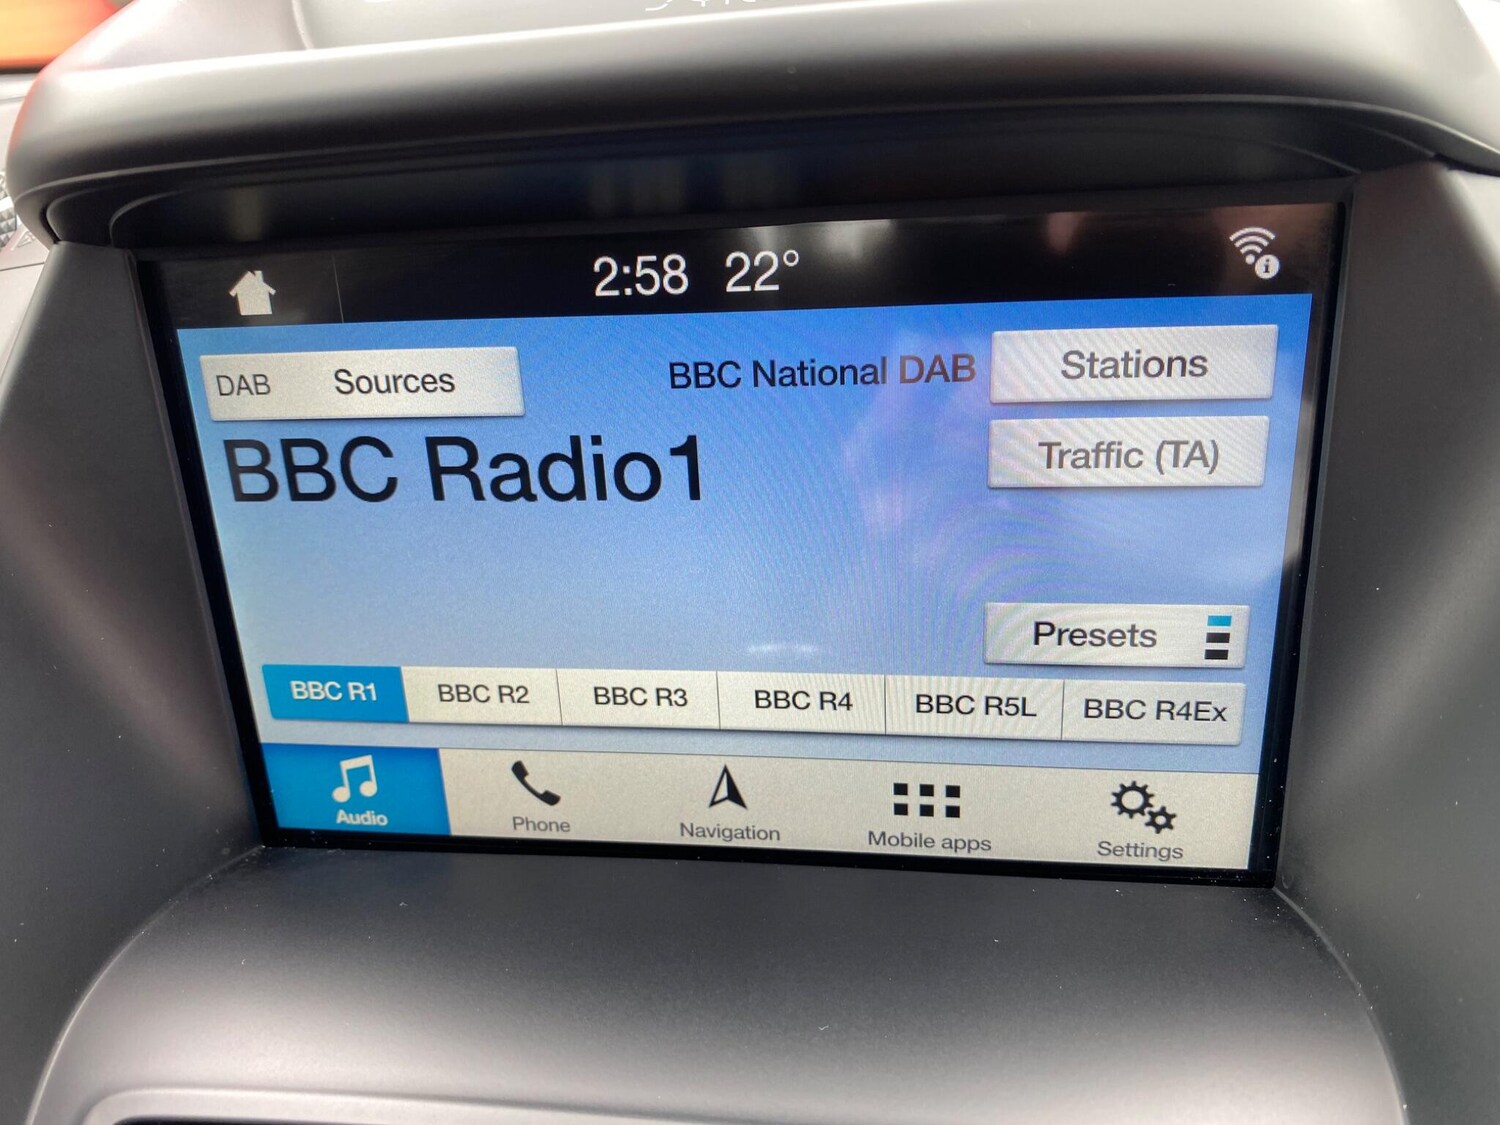 2:58 22°
DAB Sources
BBC National DAB
Stations
BBC Radio1
Traffic (TA)
Presets
BBC R1 BBC R2 BBC R3 BBC R4 BBC R5L BBC R4Ex
Audio Phone Navigation Mobile apps Settings